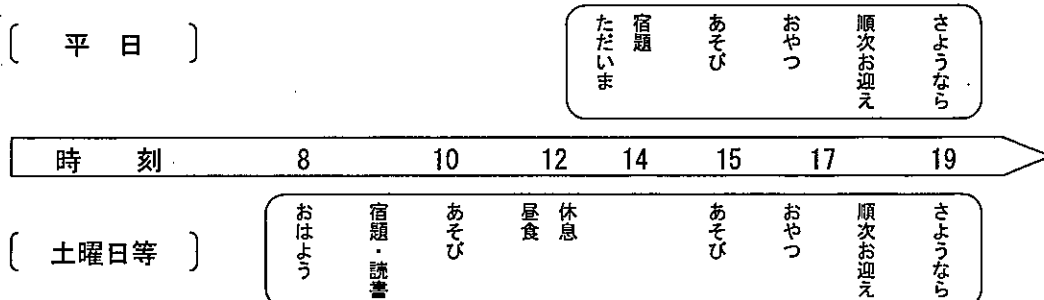 〔 平 日 〕
ただいま
宿題
あそび
おやつ
順次お迎え
さようなら
時 刻 8 10 12 14 15 17 19
〔 土曜日等 〕
おはよう
宿題・読書
あそび
昼食
休息
あそび
おやつ
順次お迎え
さようなら